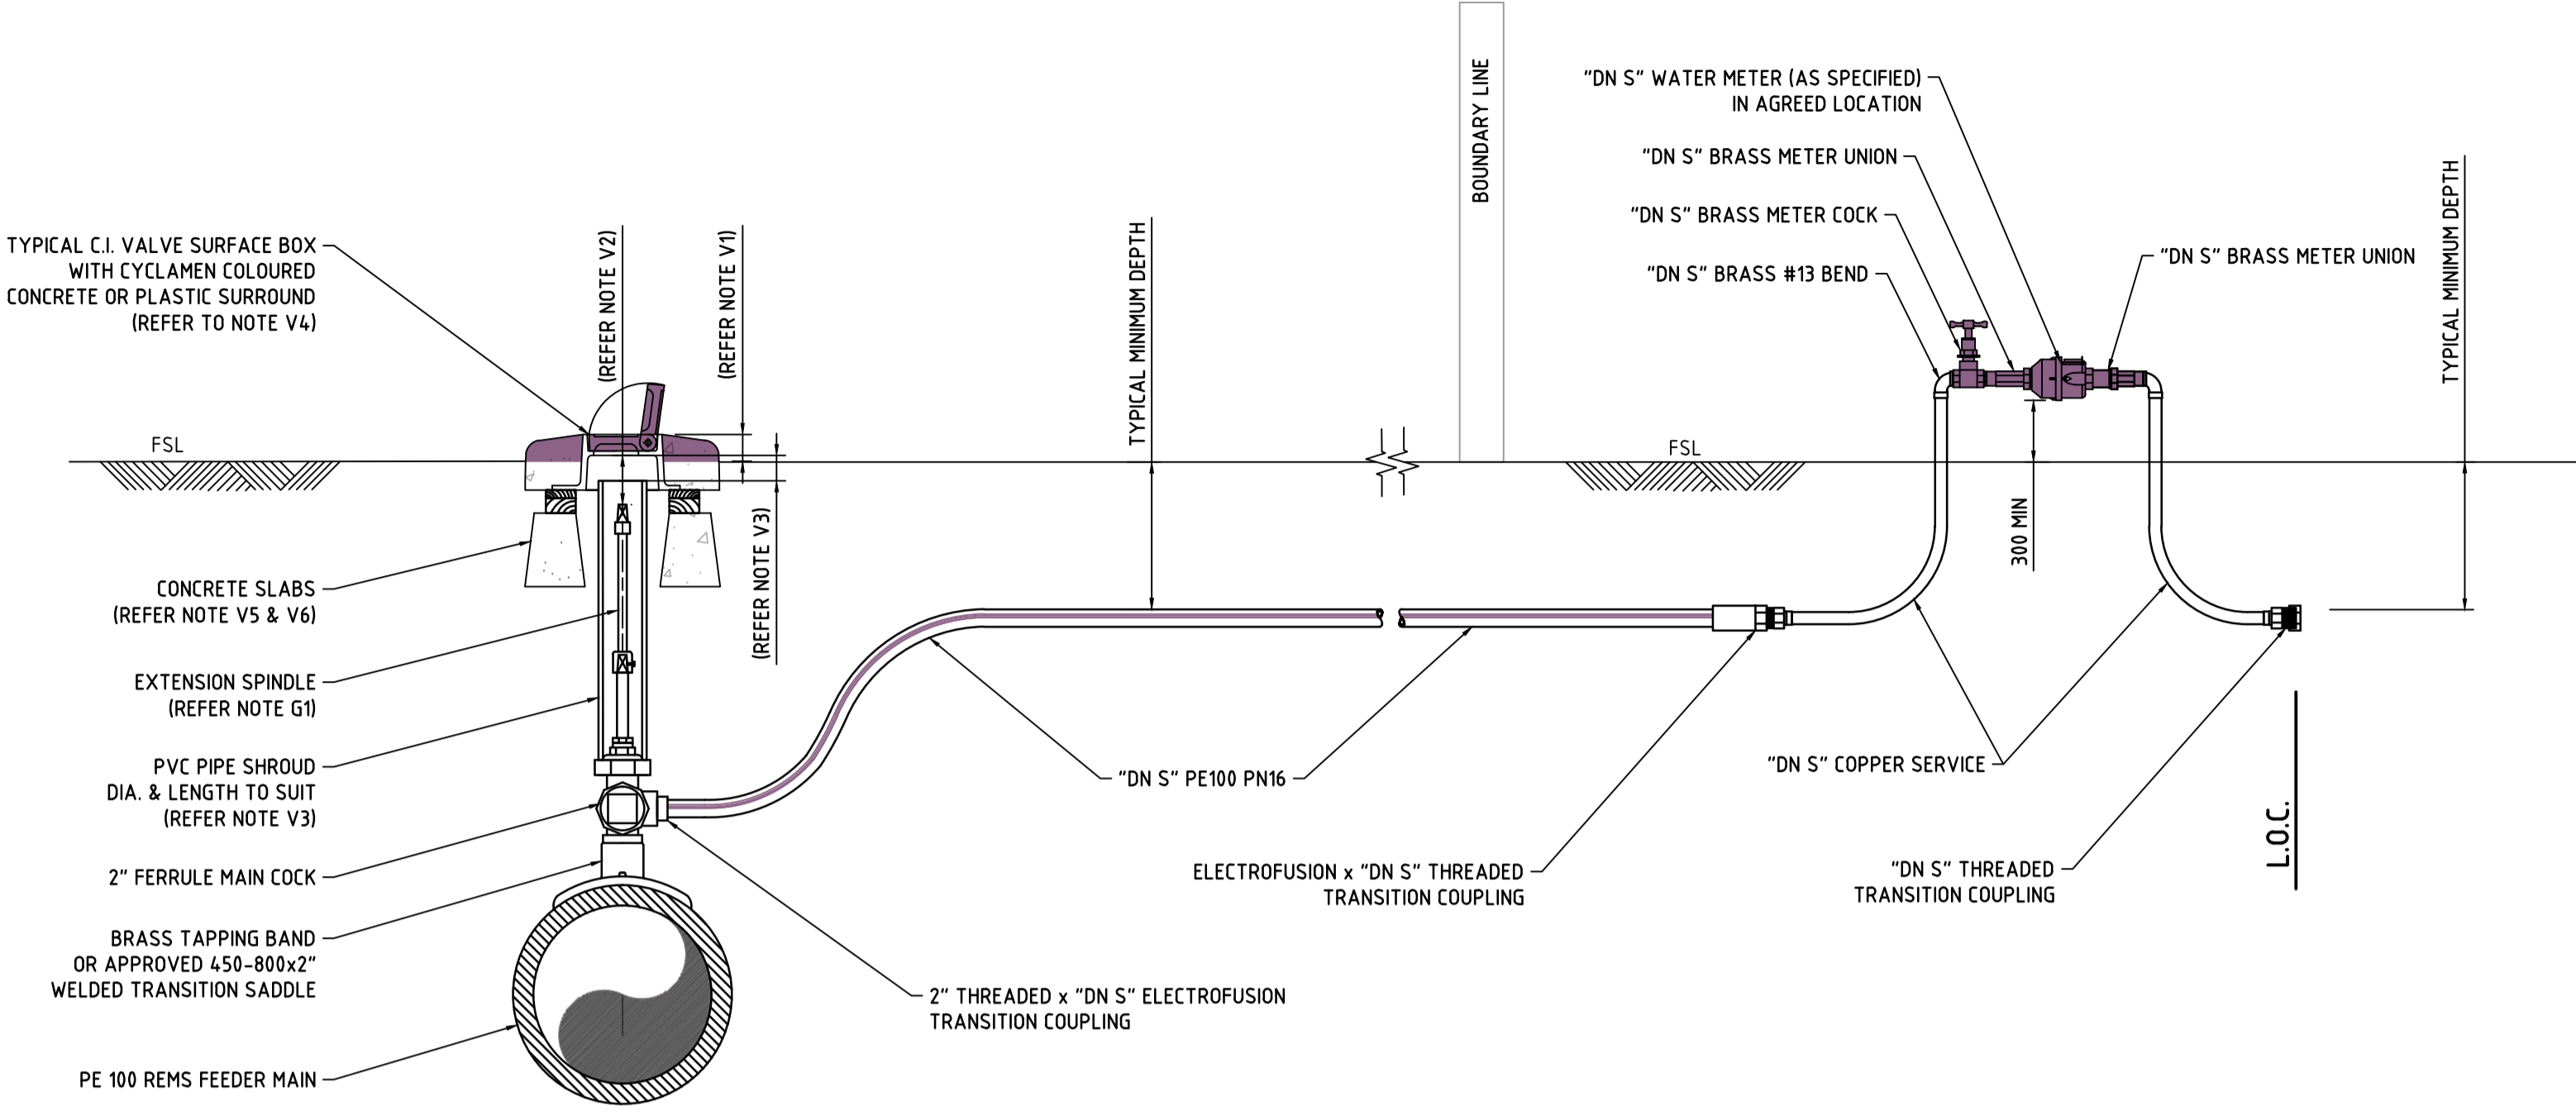 TYPICAL C.I. VALVE SURFACE BOX
WITH CYCLAMEN COLOURED
CONCRETE OR PLASTIC SURROUND
(REFER TO NOTE V4)
FSL
CONCRETE SLABS
(REFER NOTE V5 & V6)
EXTENSION SPINDLE
(REFER NOTE G1)
PVC PIPE SHROUD
DIA. & LENGTH TO SUIT
(REFER NOTE V3)
2" FERRULE MAIN COCK
BRASS TAPPING BAND
OR APPROVED 450-800x2"
WELDED TRANSITION SADDLE
PE 100 REMS FEEDER MAIN
(REFER NOTE V2)
(REFER NOTE V1)
(REFER NOTE V3)
TYPICAL MINIMUM DEPTH
"DN S" PE100 PN16
2" THREADED x "DN S" ELECTROFUSION
TRANSITION COUPLING
BOUNDARY LINE
"DN S" WATER METER (AS SPECIFIED)
IN AGREED LOCATION
"DN S" BRASS METER UNION
"DN S" BRASS METER COCK
"DN S" BRASS #13 BEND
"DN S" BRASS METER UNION
TYPICAL MINIMUM DEPTH
FSL
300 MIN
"DN S" COPPER SERVICE
ELECTROFUSION x "DN S" THREADED
TRANSITION COUPLING
"DN S" THREADED
TRANSITION COUPLING
L.O.C.